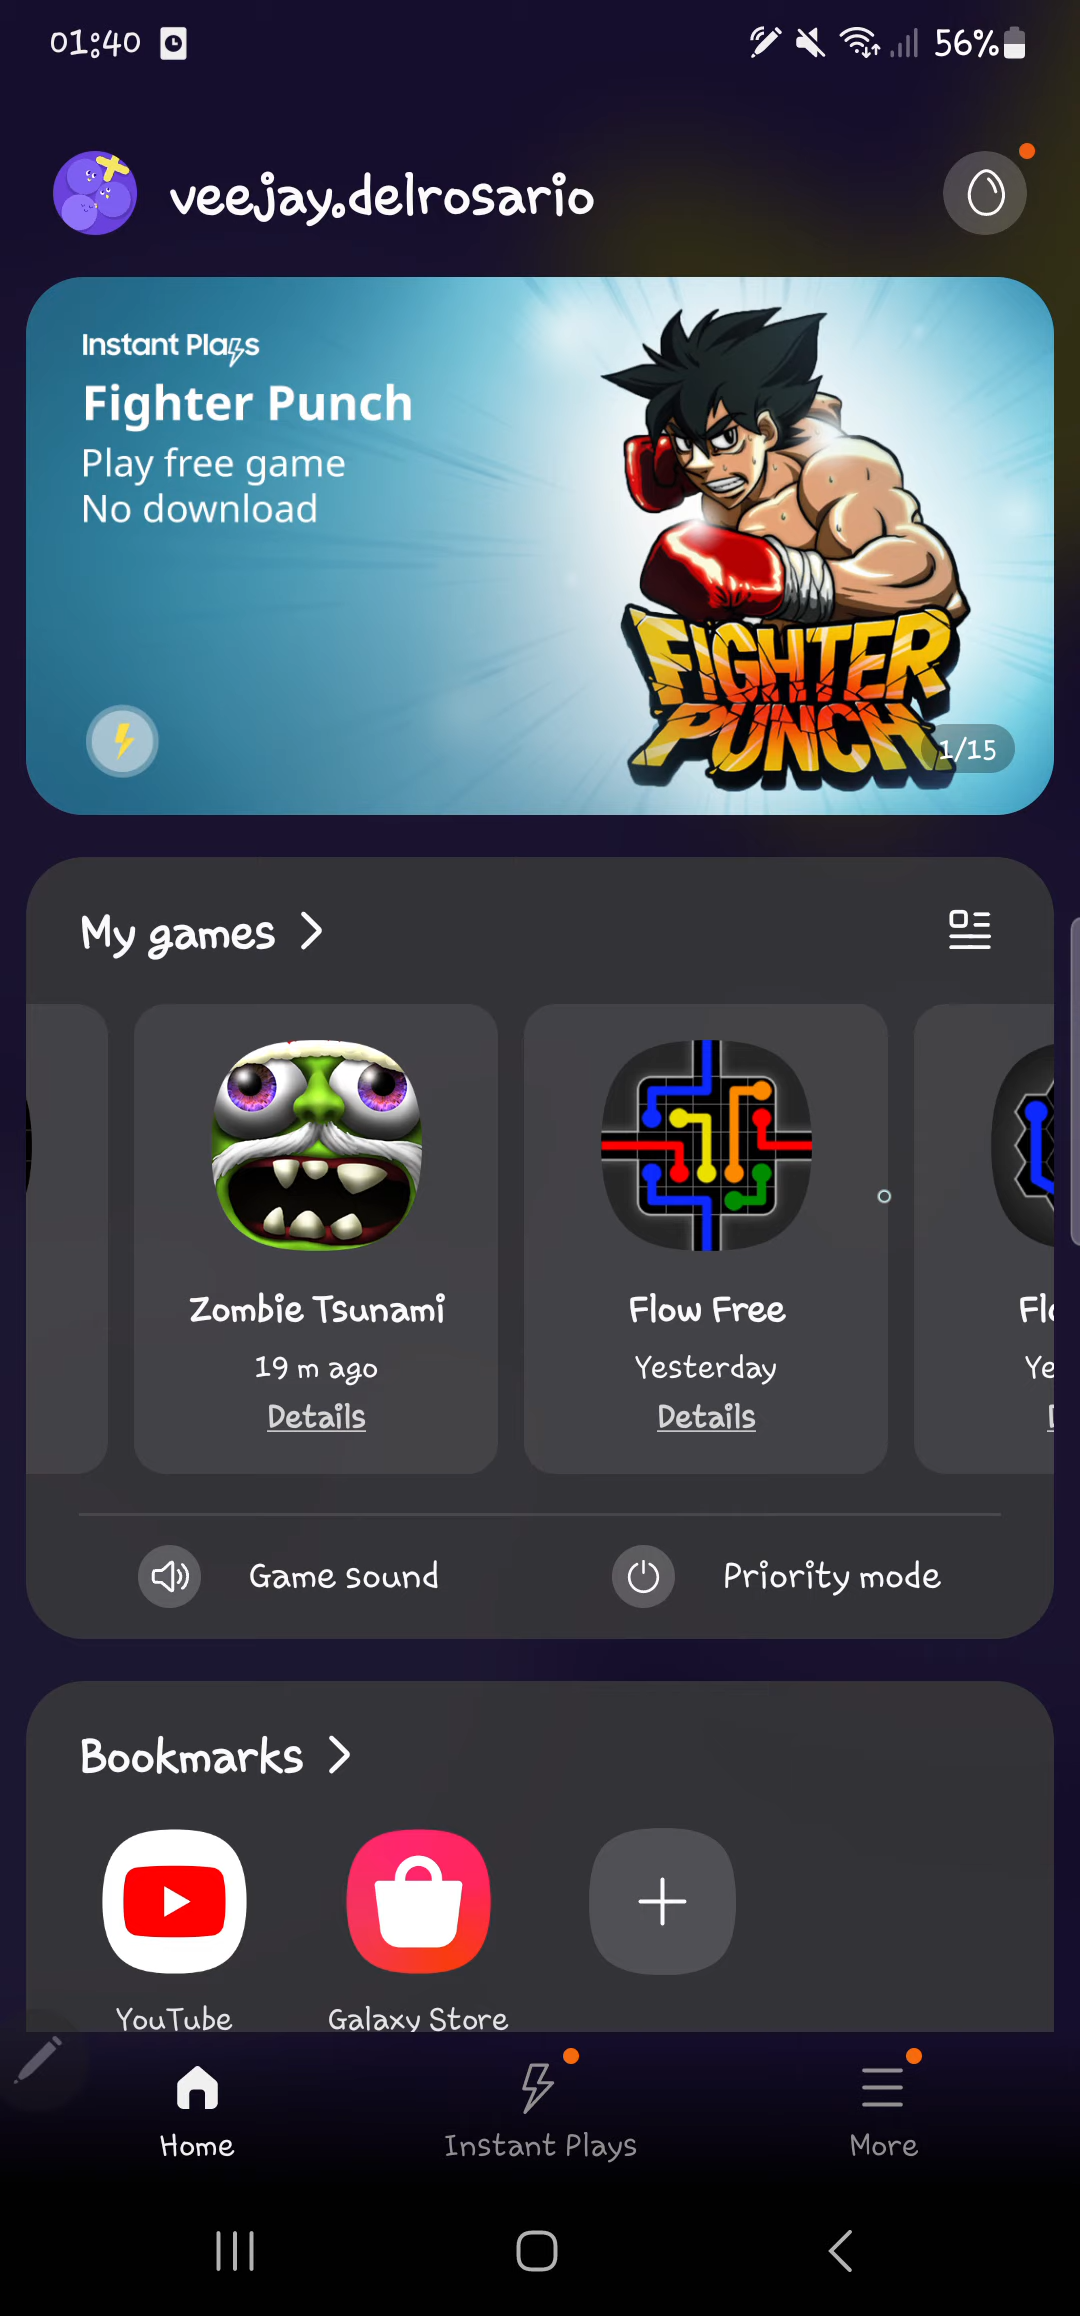 01:40
56%
veejay.delrosario
Instant Plays
Fighter Punch
Play free game
No download
FIGHTER
PUNCH
1/15
My games
Zombie Tsunami
19 m ago
Details
Flow Free
Yesterday
Details
Bookmarks
Game sound
Priority mode
YouTube
Galaxy Store
Home
Instant Plays
More